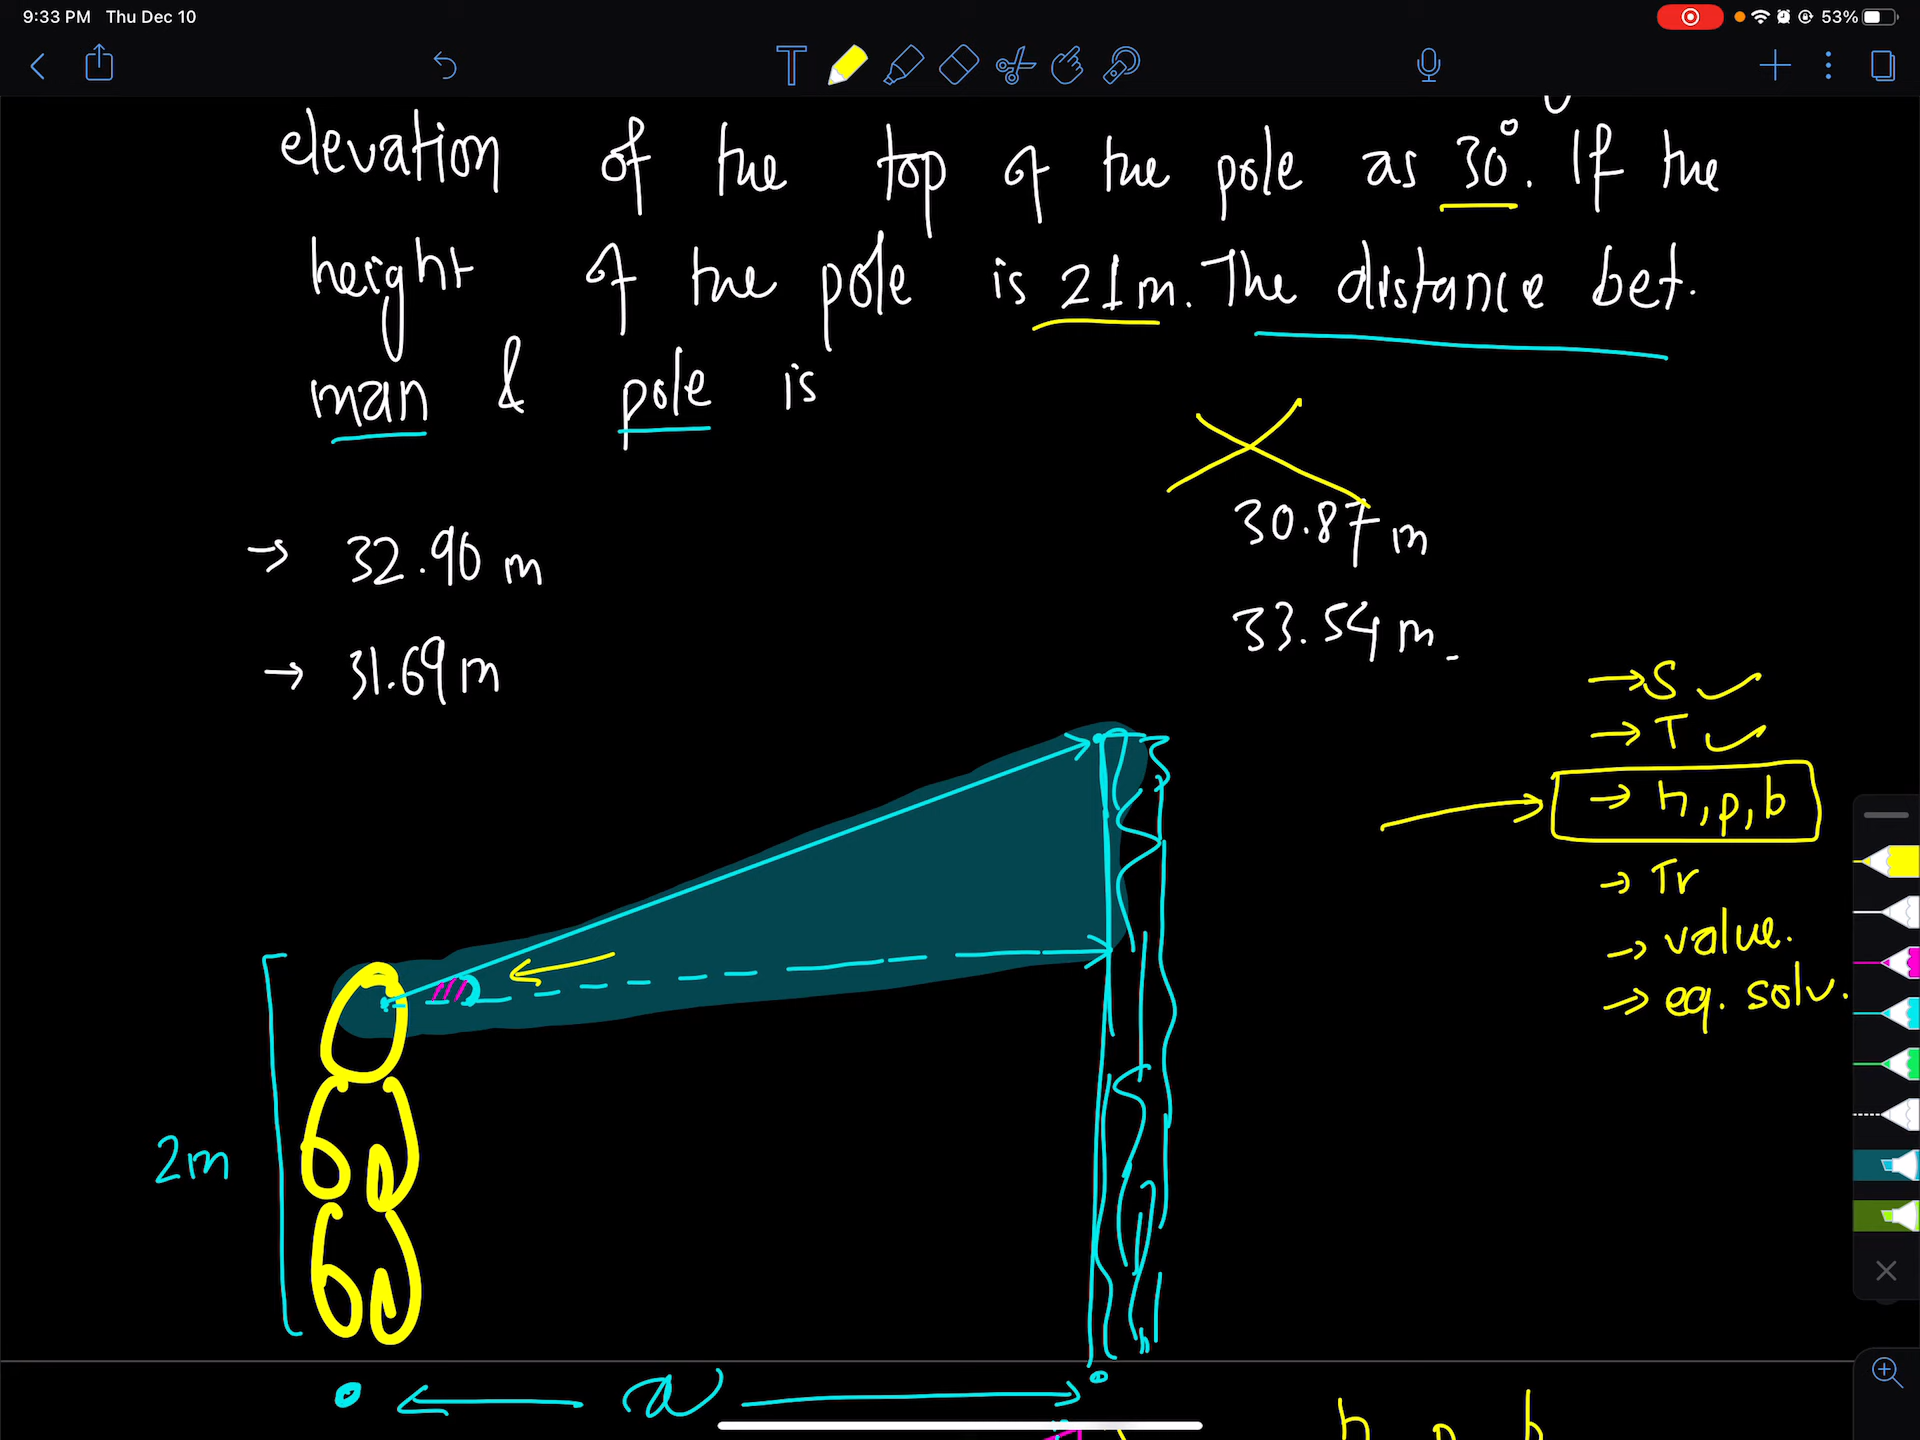 9:33 PM Thu Dec 10
53%
elevation of the top of the pole as 30°. If the
height of the pole is 21m. The distance bet.
man & pole is
→ 32.90 m
30.87 m
→ 31.69 m
33.54 m.
→ S ✓
→ T ✓
→ h, p, b
→ Tr
→ value.
→ eq. solv.
2m
x
h p b